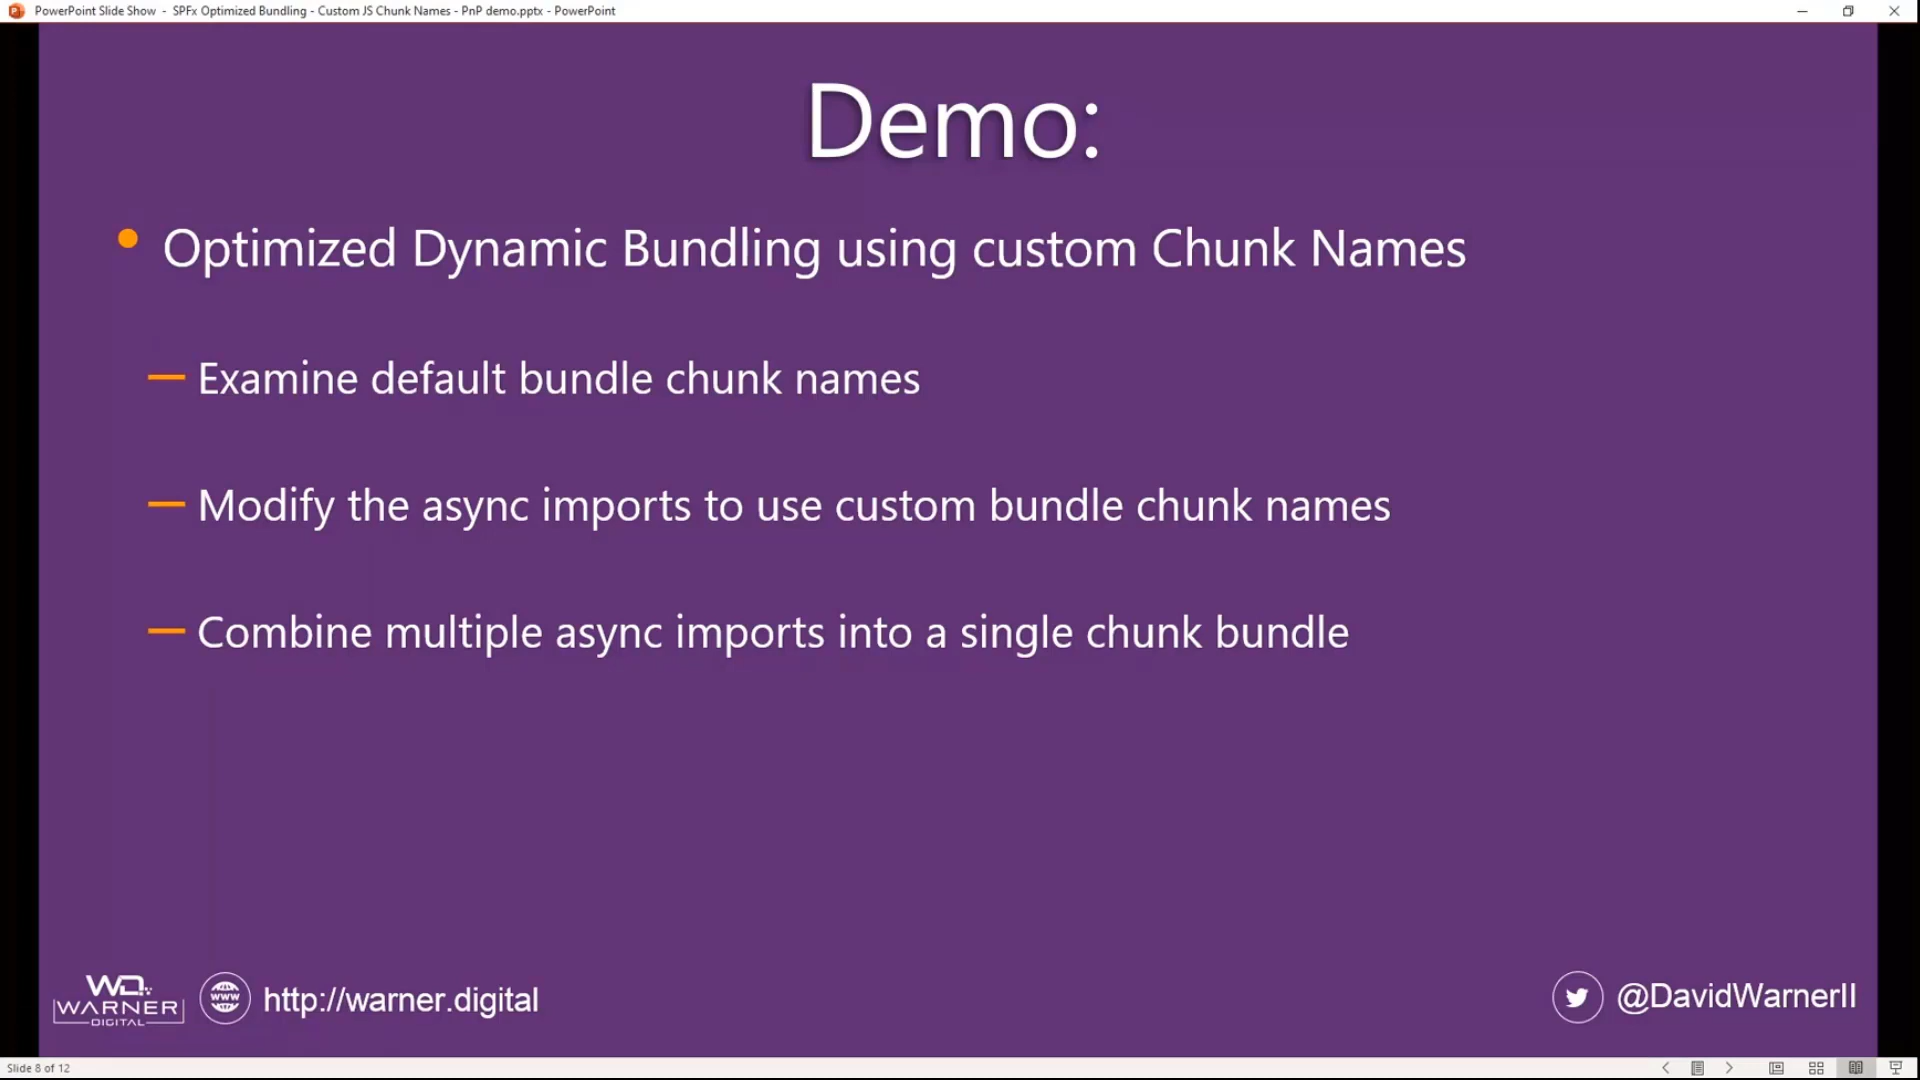 PowerPoint Slide Show - SPFx Optimized Bundling - Custom JS Chunk Names - PnP demo.pptx - PowerPoint
Demo:
Optimized Dynamic Bundling using custom Chunk Names
Examine default bundle chunk names
Modify the async imports to use custom bundle chunk names
Combine multiple async imports into a single chunk bundle
WD
WARNER
DIGITAL
WWW
http://warner.digital
@DavidWarnerII
Slide 8 of 12